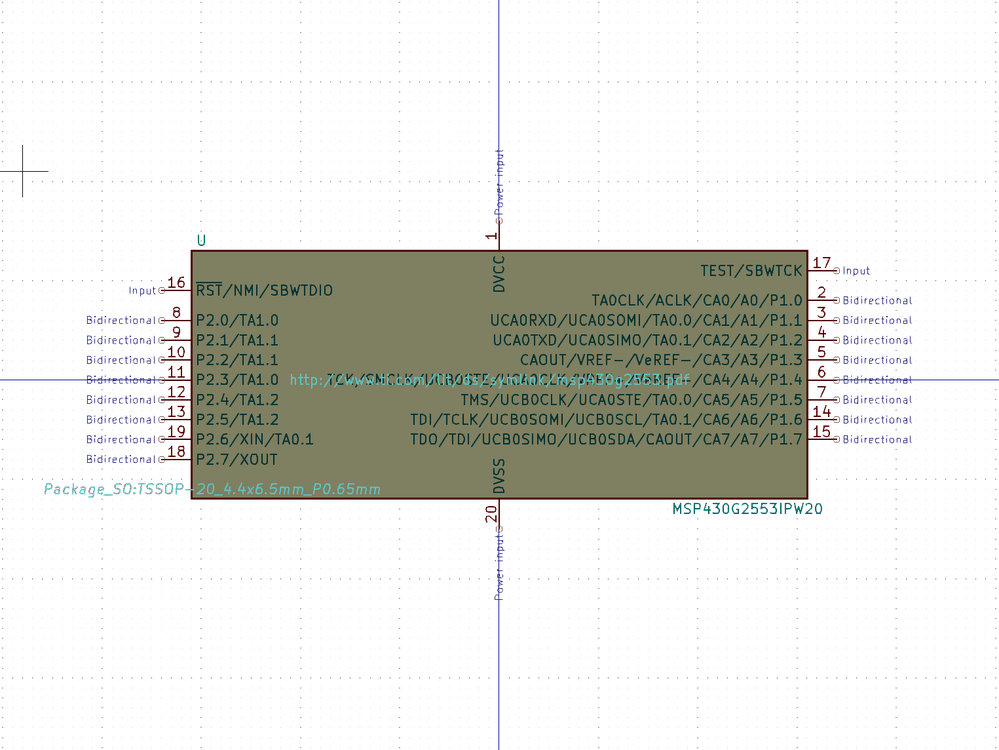 Power input
1
U
DVCC
17 TEST/SBWTCK Input
Input 16 RST/NMI/SBWTDIO
TA0CLK/ACLK/CA0/A0/P1.0 2 Bidirectional
Bidirectional 8 P2.0/TA1.0 UCA0RXD/UCA0SOMI/TA0.0/CA1/A1/P1.1 3 Bidirectional
Bidirectional 9 P2.1/TA1.1 UCA0TXD/UCA0SIMO/TA0.1/CA2/A2/P1.2 4 Bidirectional
Bidirectional 10 P2.2/TA1.1 CAOUT/VREF-/VeREF-/CA3/A3/P1.3 5 Bidirectional
Bidirectional 11 P2.3/TA1.0 /CA4/A4/P1.4 6 Bidirectional
Bidirectional 12 P2.4/TA1.2 TMS/UCB0CLK/UCA0STE/TA0.0/CA5/A5/P1.5 7 Bidirectional
Bidirectional 13 P2.5/TA1.2 TDI/TCLK/UCB0SOMI/UCB0SCL/TA0.1/CA6/A6/P1.6 14 Bidirectional
Bidirectional 19 P2.6/XIN/TA0.1 TDO/TDI/UCB0SIMO/UCB0SDA/CAOUT/CA7/A7/P1.7 15 Bidirectional
Bidirectional 18 P2.7/XOUT
DVSS
Package_SO:TSSOP-20_4.4x6.5mm_P0.65mm
MSP430G2553IPW20
20
Power input